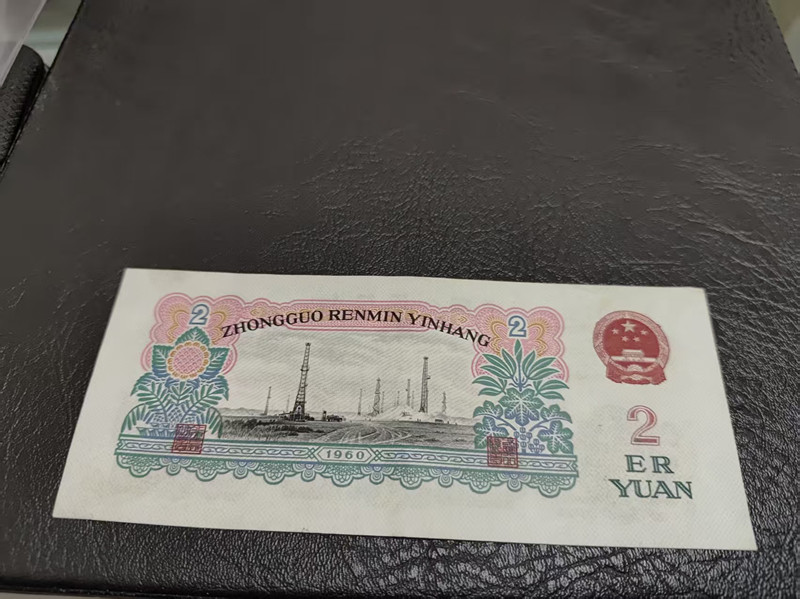 2
ZHONGGUO RENMIN YINHANG
2
1960
2
ER
YUAN